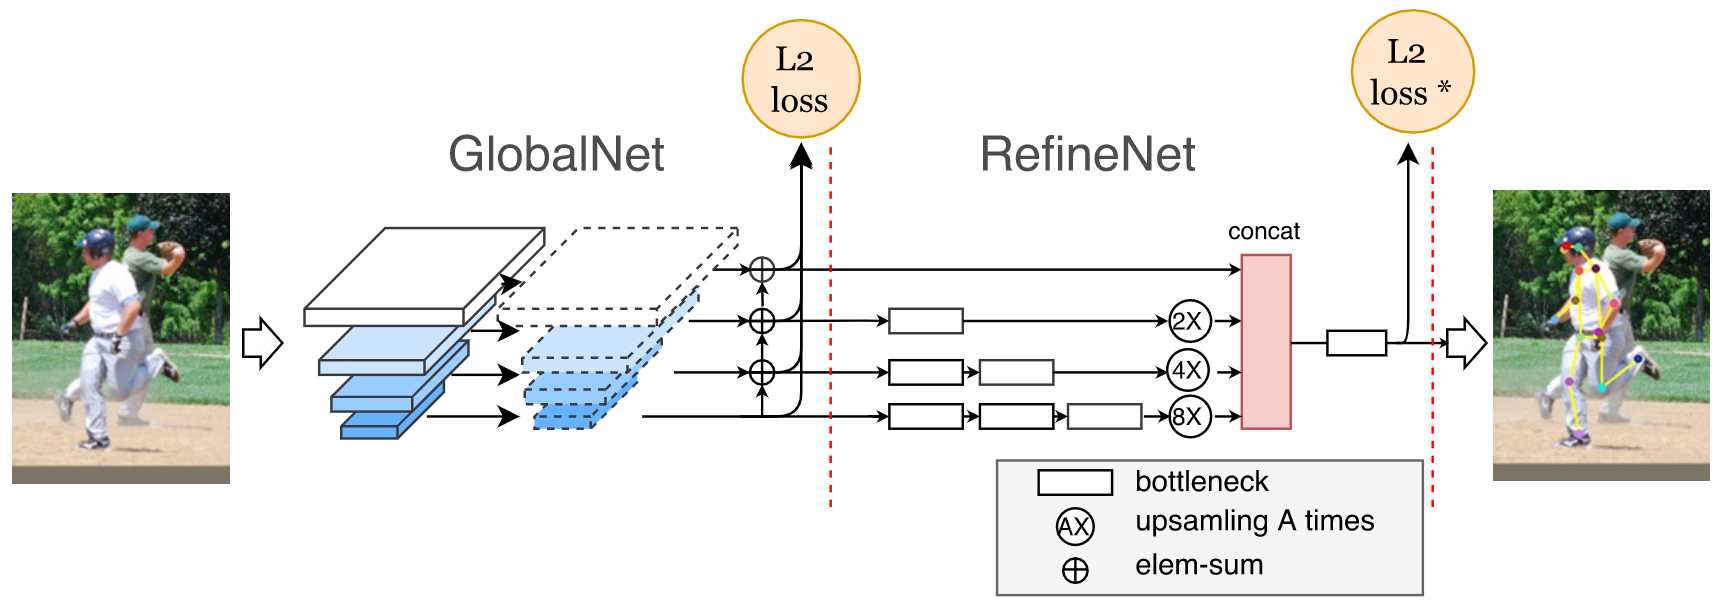 L2
loss
L2
loss *
GlobalNet
RefineNet
concat
2X
4X
8X
bottleneck
AX
upsamling A times
elem-sum